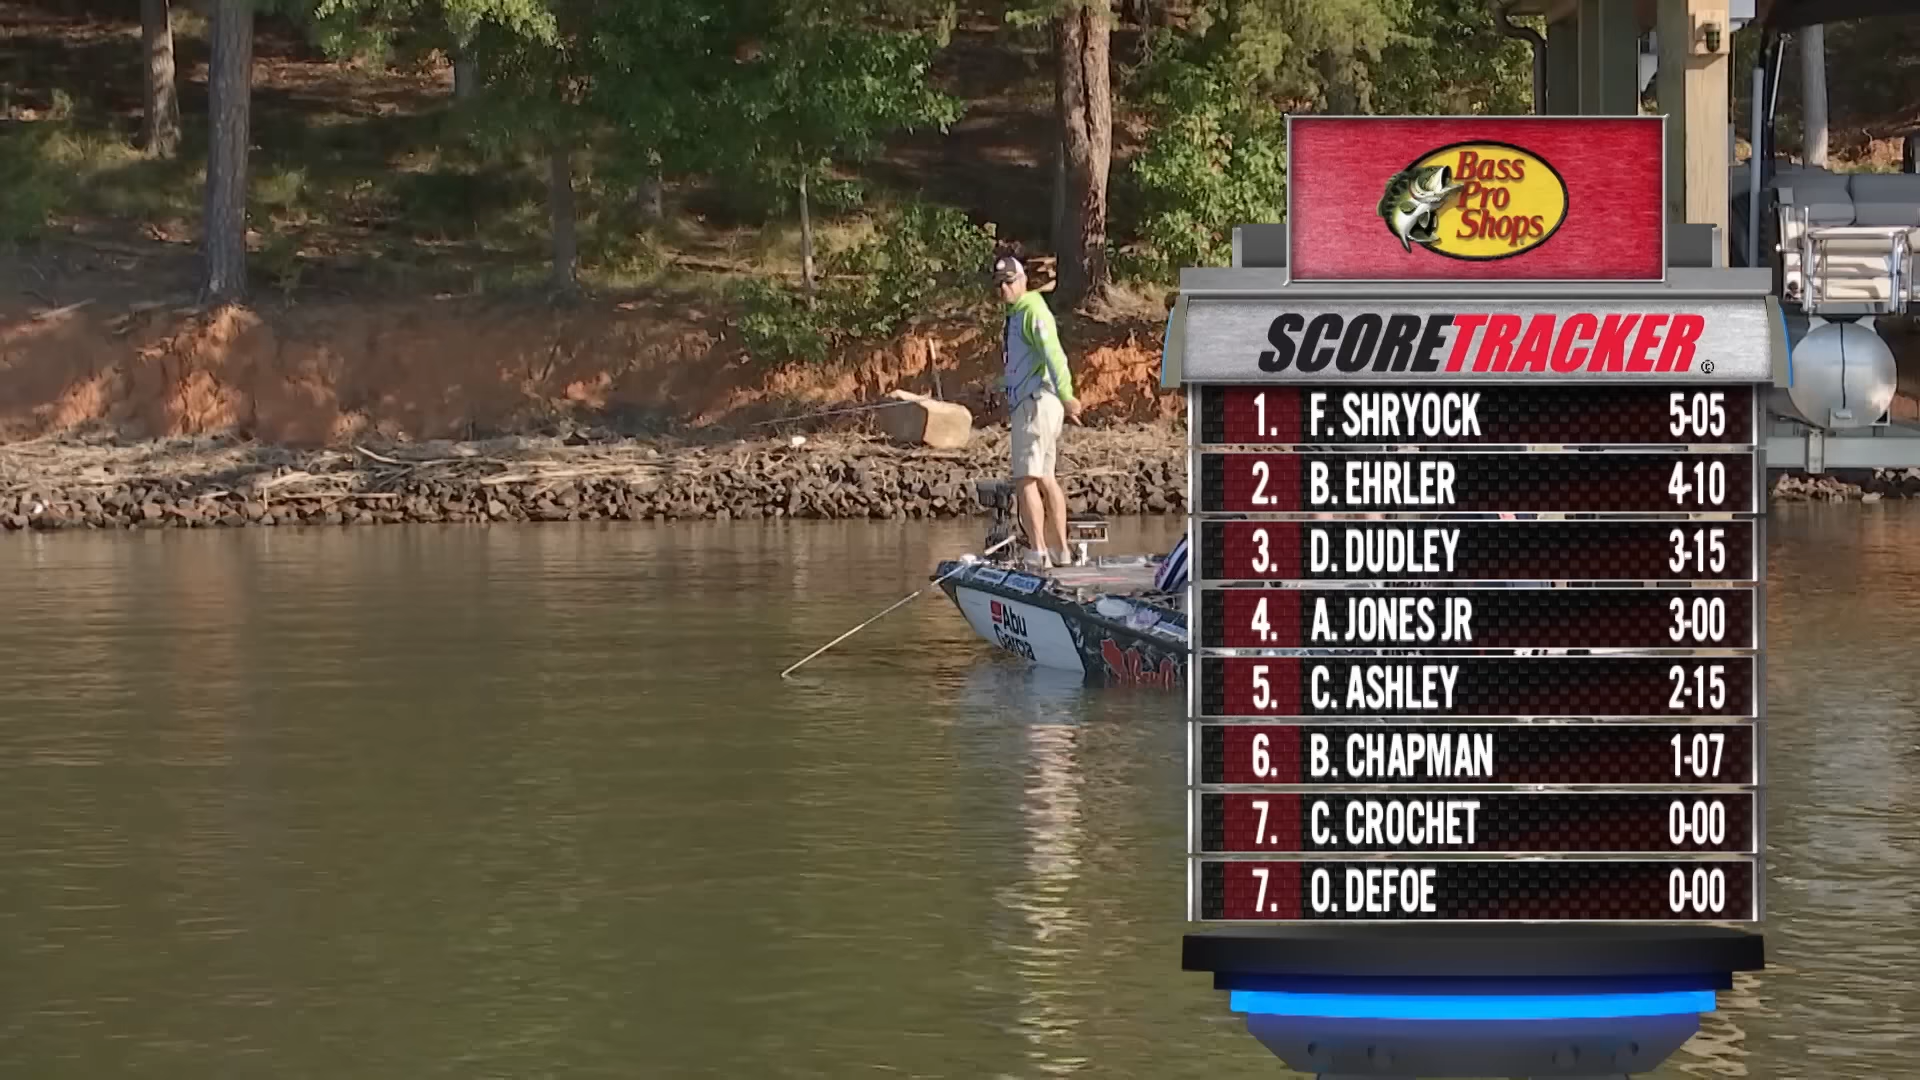 Bass
Pro
Shops
SCORETRACKER®
1. F. SHRYOCK 5-05
2. B. EHRLER 4-10
3. D. DUDLEY 3-15
4. A. JONES JR 3-00
5. C. ASHLEY 2-15
6. B. CHAPMAN 1-07
7. C. CROCHET 0-00
7. O. DEFOE 0-00
Abu
Garcia